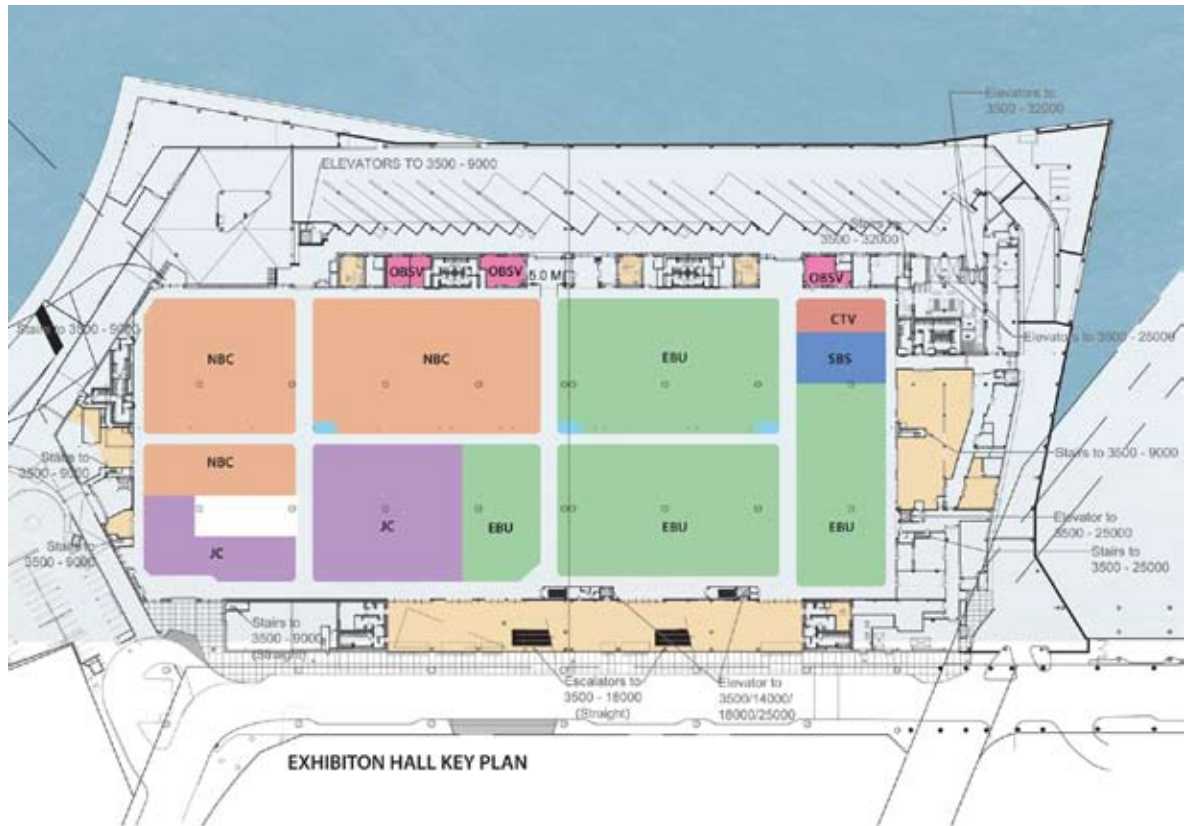 Elevators to
3500 - 32000
ELEVATORS TO 3500 - 9000
Stairs to
3500 - 32000
OBSV
OBSV
5.0 M
OBSV
CTV
Stairs to 3500 - 9000
Elevators to 3500 - 25000
NBC
NBC
EBU
SBS
Stairs to
3500 - 9000
NBC
Stairs to 3500 - 9000
JC
EBU
EBU
EBU
Elevator to
3500 - 25000
Stairs to
3500 - 9000
JC
Stairs to
3500 - 25000
Stairs to
3500 - 9000
(Straight)
Escalators to
3500 - 18000
(Straight)
Elevator to
3500/14000/
18000/25000
EXHIBITON HALL KEY PLAN